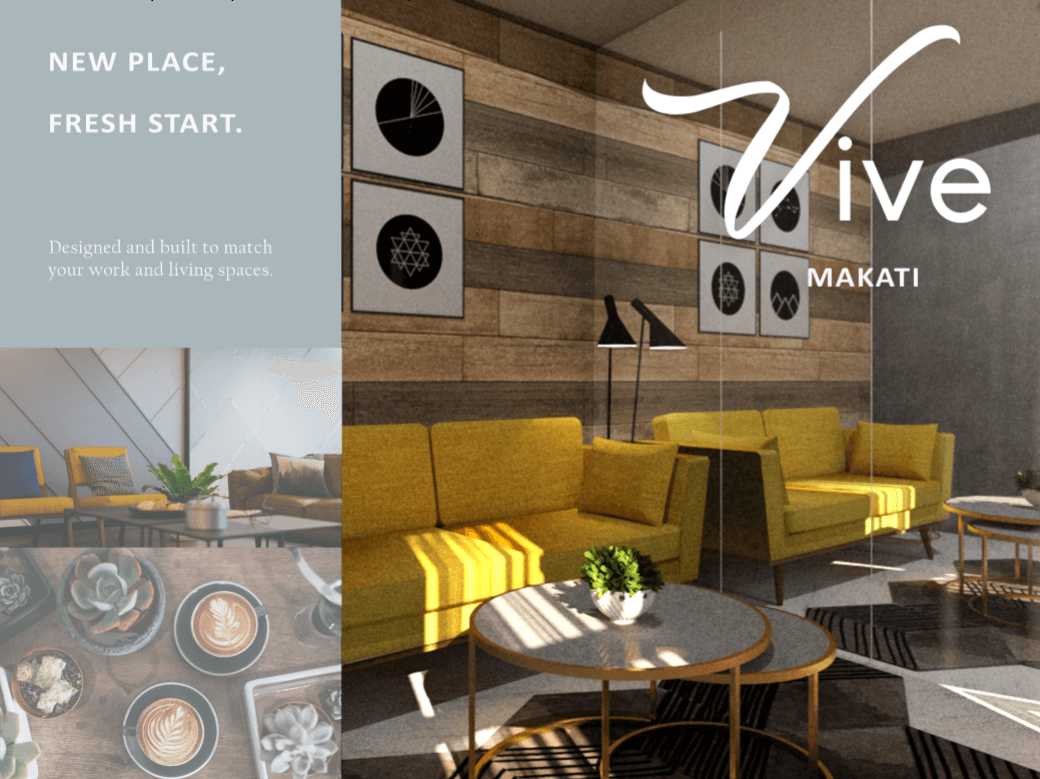 NEW PLACE,
FRESH START.
Designed and built to match
your work and living spaces.
Vive
MAKATI